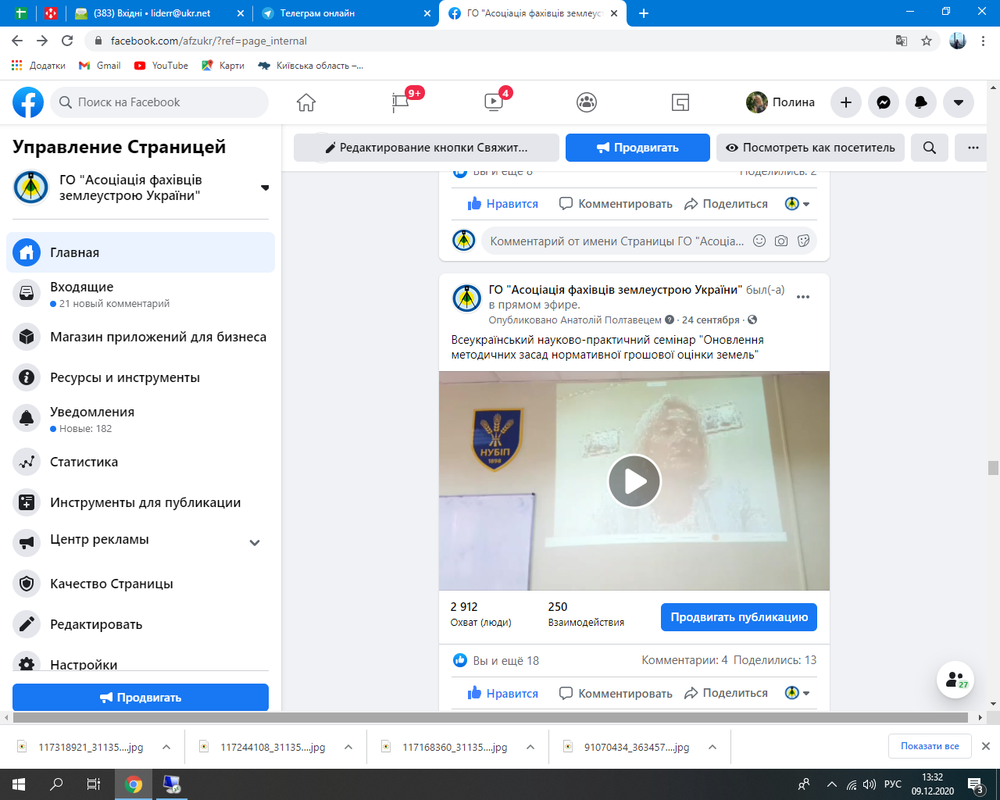 (383) Вхідні • liderr@ukr.net
Телеграм онлайн
ГО "Асоціація фахівців землеус
facebook.com/afzukr/?ref=page_internal
Додатки
Gmail
YouTube
Карти
Київська область –...
Поиск на Facebook
9+
4
Полина
Управление Страницей
ГО "Асоціація фахівців
землеустрою України"
Главная
Входящие
21 новый комментарий
Магазин приложений для бизнеса
Ресурсы и инструменты
Уведомления
Новые: 182
Статистика
Инструменты для публикации
Центр рекламы
Качество Страницы
Редактировать
Настройки
Продвигать
Редактирование кнопки Свяжит...
Продвигать
Посмотреть как посетитель
Вы и ещё 8
Поделились: 2
Нравится
Комментировать
Поделиться
Комментарий от имени Страницы ГО "Асоціа...
ГО "Асоціація фахівців землеустрою України" был(-а)
в прямом эфире.
Опубликовано Анатолій Полтавецем · 24 сентября ·
Всеукраїнський науково-практичний семінар "Оновлення
методичних засад нормативної грошової оцінки земель"
НУБІП
1898
2 912
Охват (люди)
250
Взаимодействия
Продвигать публикацию
Вы и ещё 18
Комментарии: 4 Поделились: 13
Нравится
Комментировать
Поделиться
27
117318921_31135....jpg
117244108_31135....jpg
117168360_31135....jpg
91070434_363457....jpg
Показати все
РУС
13:32
09.12.2020
3